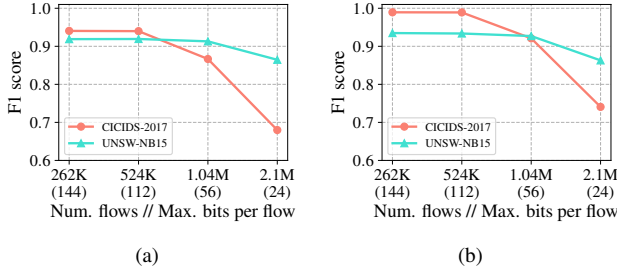 1.0
0.9
0.8
0.7
0.6
F1 score
CICIDS-2017
UNSW-NB15
262K 524K 1.04M 2.1M
(144) (112) (56) (24)
Num. flows // Max. bits per flow
(a)
1.0
0.9
0.8
0.7
0.6
F1 score
CICIDS-2017
UNSW-NB15
262K 524K 1.04M 2.1M
(144) (112) (56) (24)
Num. flows // Max. bits per flow
(b)